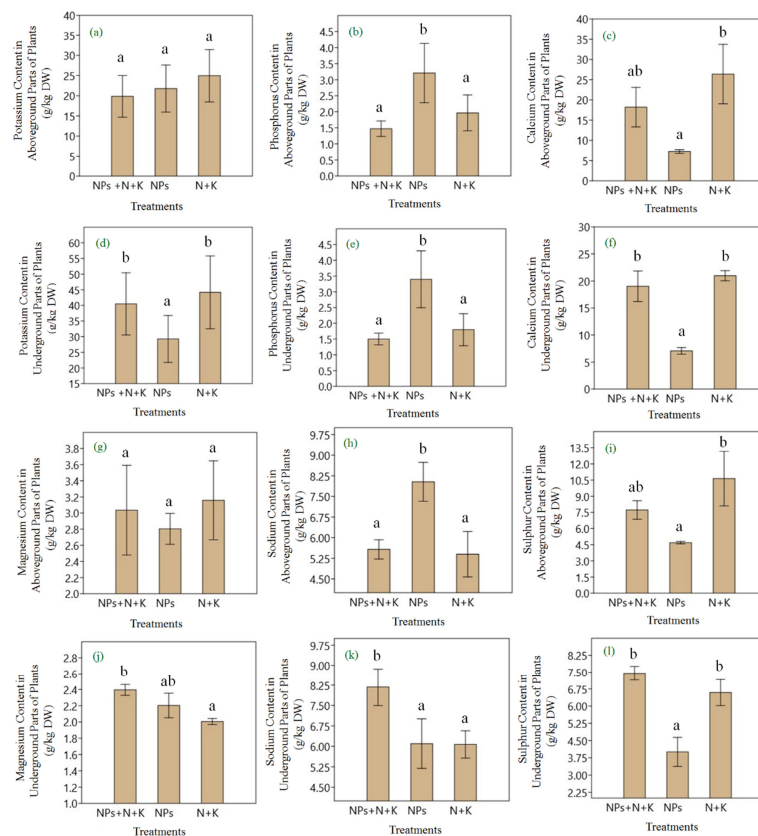 Potassium Content in
Aboveground Parts of Plants
(g/kg DW)
(a)
40
35
30
25
20
15
10
5
0
a
a
a
NPs +N+K
NPs
N+K
Treatments
Phosphorus Content in
Aboveground Parts of Plants
(g/kg DW)
(b)
4.5
4.0
3.5
3.0
2.5
2.0
1.5
1.0
0.5
0.0
a
b
a
NPs +N+K
NPs
N+K
Treatments
Calcium Content in
Aboveground Parts of Plants
(g/kg DW)
(c)
40
35
30
25
20
15
10
5
0
ab
a
b
NPs +N+K
NPs
N+K
Treatments
Potassium Content in
Underground Parts of Plants
(g/kg DW)
(d)
60
55
50
45
40
35
30
25
20
15
b
a
b
NPs +N+K
NPs
N+K
Treatments
Phosphorus Content in
Underground Parts of Plants
(g/kg DW)
(e)
4.5
4.0
3.5
3.0
2.5
2.0
1.5
1.0
0.5
0.0
a
b
a
NPs +N+K
NPs
N+K
Treatments
Calcium Content in
Underground Parts of Plants
(g/kg DW)
(f)
30
25
20
15
10
5
0
b
a
b
NPs +N+K
NPs
N+K
Treatments
Magnesium Content in
Aboveground Parts of Plants
(g/kg DW)
(g)
3.8
3.6
3.4
3.2
3.0
2.8
2.6
2.4
2.2
2.0
a
a
a
NPs+N+K
NPs
N+K
Treatments
Sodium Content in
Aboveground Parts of Plants
(g/kg DW)
(h)
9.75
9.00
8.25
7.50
6.75
6.00
5.25
4.50
a
b
a
NPs+N+K
NPs
N+K
Treatments
Sulphur Content in
Aboveground Parts of Plants
(g/kg DW)
(i)
13.5
12.0
10.5
9.0
7.5
6.0
4.5
3.0
1.5
0.0
ab
a
b
NPs+N+K
NPs
N+K
Treatments
Magnesium Content in
Underground Parts of Plants
(g/kg DW)
(j)
2.8
2.6
2.4
2.2
2.0
1.8
1.6
1.4
1.2
1.0
b
ab
a
NPs+N+K
NPs
N+K
Treatments
Sodium Content in
Underground Parts of Plants
(g/kg DW)
(k)
9.75
9.00
8.25
7.50
6.75
6.00
5.25
4.50
b
a
a
NPs+N+K
NPs
N+K
Treatments
Sulphur Content in
Underground Parts of Plants
(g/kg DW)
(l)
8.25
7.50
6.75
6.00
5.25
4.50
3.75
3.00
2.25
b
a
b
NPs+N+K
NPs
N+K
Treatments